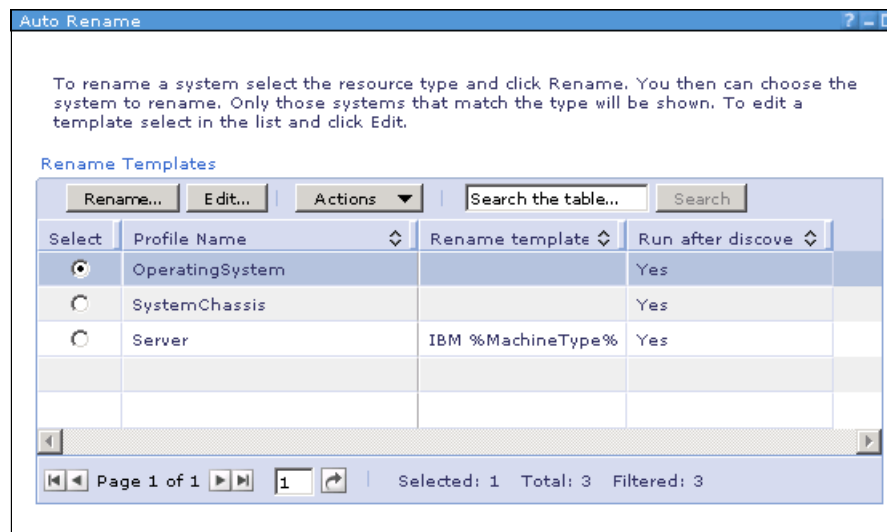 Auto Rename
To rename a system select the resource type and click Rename. You then can choose the
system to rename. Only those systems that match the type will be shown. To edit a
template select in the list and click Edit.
Rename Templates
Rename... Edit... Actions Search the table... Search
Select Profile Name Rename template Run after discove
OperatingSystem Yes
SystemChassis Yes
Server IBM %MachineType% Yes
Page 1 of 1 1 Selected: 1 Total: 3 Filtered: 3